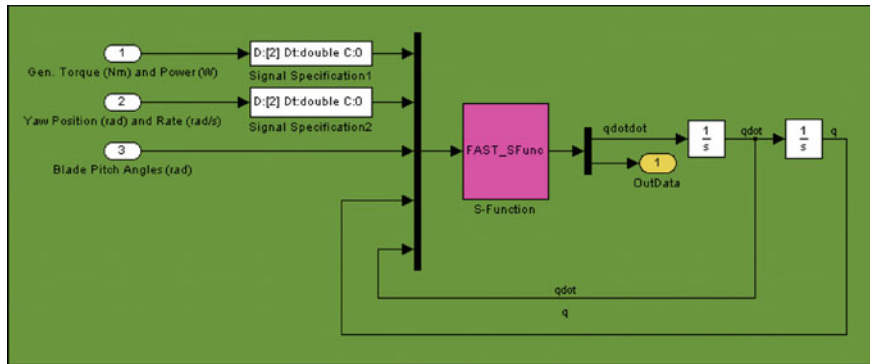 1
D:[2] Dt:double C:0
Gen. Torque (Nm) and Power (W)
Signal Specification1
2
D:[2] Dt:double C:0
Yaw Position (rad) and Rate (rad/s)
Signal Specification2
3
Blade Pitch Angles (rad)
FAST_SFunc
S-Function
qdotdot
1
OutData
1
s
qdot
1
s
q
qdot
q